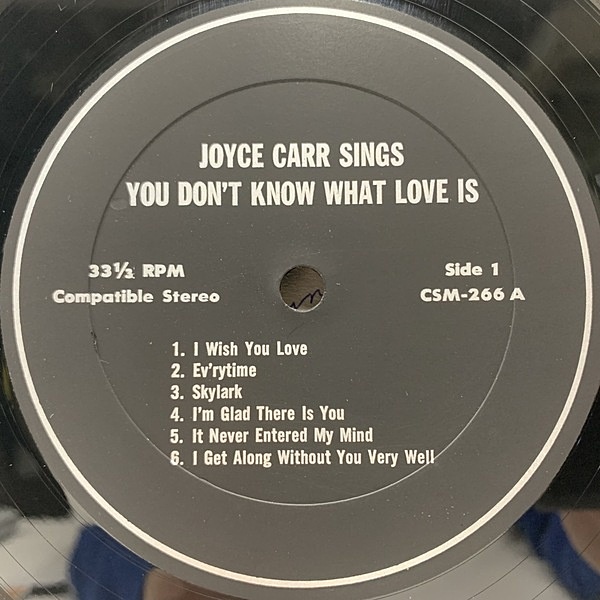 JOYCE CARR SINGS
YOU DON'T KNOW WHAT LOVE IS
33⅓ RPM
Compatible Stereo
Side 1
CSM-266 A
1. I Wish You Love
2. Ev'rytime
3. Skylark
4. I'm Glad There Is You
5. It Never Entered My Mind
6. I Get Along Without You Very Well